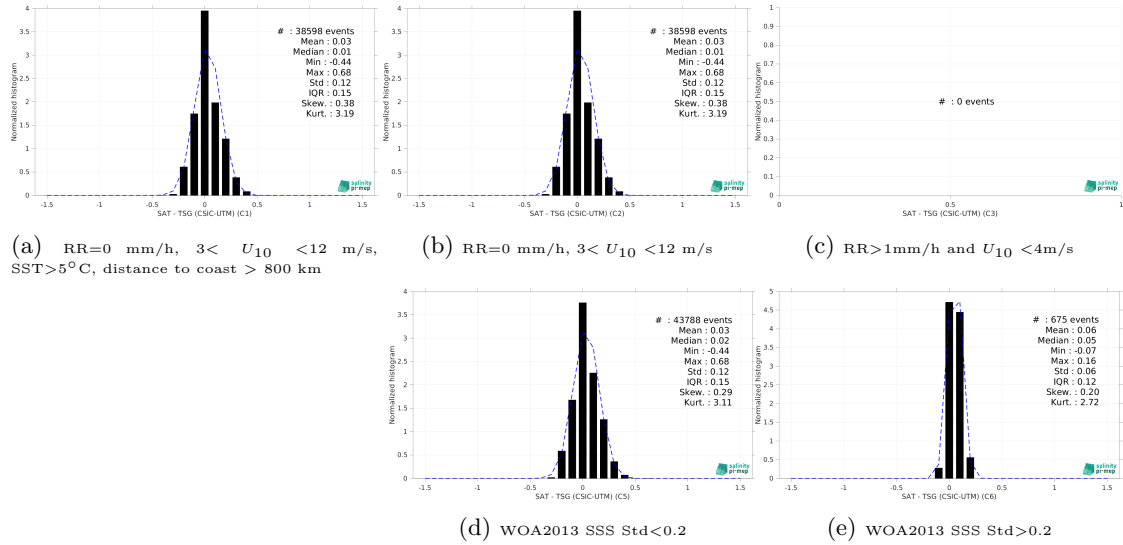 4
3.5
3
2.5
2
1.5
1
0.5
0
Normalized histogram
# : 38598 events
Mean : 0.03
Median : 0.01
Min : -0.44
Max : 0.68
Std : 0.12
IQR : 0.15
Skew. : 0.38
Kurt. : 3.19
salinity
pi-mep
-1.5 -1 -0.5 0 0.5 1 1.5
SAT - TSG (CSIC-UTM) (C1)
(a) RR=0 mm/h, 3< U10 <12 m/s,
SST>5°C, distance to coast > 800 km
4
3.5
3
2.5
2
1.5
1
0.5
0
Normalized histogram
# : 38598 events
Mean : 0.03
Median : 0.01
Min : -0.44
Max : 0.68
Std : 0.12
IQR : 0.15
Skew. : 0.38
Kurt. : 3.19
salinity
pi-mep
-1.5 -1 -0.5 0 0.5 1 1.5
SAT - TSG (CSIC-UTM) (C2)
(b) RR=0 mm/h, 3< U10 <12 m/s
1
0.9
0.8
0.7
0.6
0.5
0.4
0.3
0.2
0.1
0
Normalized histogram
# : 0 events
salinity
pi-mep
0 0.5 1
SAT - TSG (CSIC-UTM) (C3)
(c) RR>1mm/h and U10 <4m/s
4
3.5
3
2.5
2
1.5
1
0.5
0
Normalized histogram
# : 43788 events
Mean : 0.03
Median : 0.02
Min : -0.44
Max : 0.68
Std : 0.12
IQR : 0.15
Skew. : 0.29
Kurt. : 3.11
salinity
pi-mep
-1.5 -1 -0.5 0 0.5 1 1.5
SAT - TSG (CSIC-UTM) (C5)
(d) WOA2013 SSS Std<0.2
5
4.5
4
3.5
3
2.5
2
1.5
1
0.5
0
Normalized histogram
# : 675 events
Mean : 0.06
Median : 0.05
Min : -0.07
Max : 0.16
Std : 0.06
IQR : 0.12
Skew. : 0.20
Kurt. : 2.72
salinity
pi-mep
-1.5 -1 -0.5 0 0.5 1 1.5
SAT - TSG (CSIC-UTM) (C6)
(e) WOA2013 SSS Std>0.2